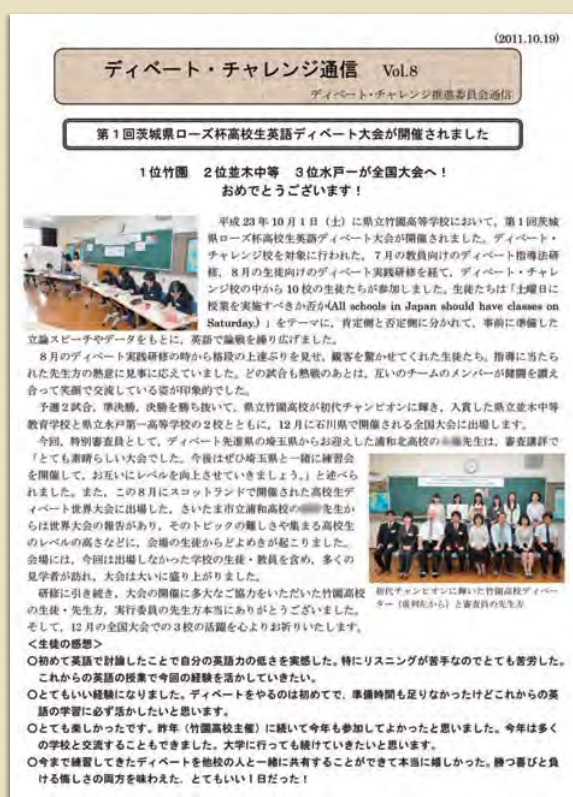 (2011.10.19)
ディベート・チャレンジ通信 Vol.8
ディベート・チャレンジ推進委員会通信
第1回茨城県ローズ杯高校生英語ディベート大会が開催されました
1位竹園 2位並木中等 3位水戸一が全国大会へ！
おめでとうございます！
平成23年10月1日（土）に県立竹園高等学校において，第1回茨城
県ローズ杯高校生英語ディベート大会が開催されました。ディベート・
チャレンジ校を対象に行われた，7月の教員向けのディベート指導法研
修，8月の生徒向けのディベート実践研修を経て，ディベート・チャレ
ンジ校の中から10校の生徒たちが参加しました。生徒たちは「土曜日に
授業を実施すべきか否か(All schools in Japan should have classes on
Saturday.)」をテーマに，肯定側と否定側に分かれて，事前に準備した
立論スピーチやデータをもとに，英語で論戦を繰り広げました。
8月のディベート実践研修の時から格段の上達ぶりを見せ，観客を驚かせてくれた生徒たち。指導に当たら
れた先生方の熱意に見事に応えていました。どの試合も熱戦のあとは，互いのチームのメンバーが健闘を讃え
合って笑顔で交流している姿が印象的でした。
予選2試合，準決勝，決勝を勝ち抜いて，県立竹園高校が初代チャンピオンに輝き，入賞した県立並木中等
教育学校と県立水戸第一高等学校の2校とともに，12月に石川県で開催される全国大会に出場します。
今回，特別審査員として，ディベート先進県の埼玉県からお迎えした浦和北高校の 先生は，審査講評で
「とても素晴らしい大会でした。今後はぜひ埼玉県と一緒に練習会
を開催して，お互いにレベルを向上させていきましょう。」と述べら
れました。また，この8月にスコットランドで開催された高校生デ
ィベート世界大会に出場した，さいたま市立浦和高校の 先生か
らは世界大会の報告があり，そのトピックの難しさや集まる高校生
のレベルの高さなどに，会場の生徒からどよめきが起こりました。
会場には，今回は出場しなかった学校の生徒・教員を含め，多くの
見学者が訪れ，大会は大いに盛り上がりました。
研修に引き続き，大会の開催に多大なご協力をいただいた竹園高校
の生徒・先生方，実行委員の先生方本当にありがとうございました。
そして，12月の全国大会での3校の活躍を心よりお祈りいたします。
初代チャンピオンに輝いた竹園高校ディベー
ター（後列左から）と審査員の先生方
＜生徒の感想＞
○初めて英語で討論したことで自分の英語力の低さを実感した。特にリスニングが苦手なのでとても苦労した。
これからの英語の授業で今回の経験を活かしていきたい。
○とてもいい経験になりました。ディベートをやるのは初めてで，準備時間も足りなかったけどこれからの英
語の学習に必ず活かしたいと思います。
○とても楽しかったです。昨年（竹園高校主催）に続いて今年も参加してよかったと思いました。今年は多く
の学校と交流することもできました。大学に行っても続けていきたいと思います。
○今まで練習してきたディベートを他校の人と一緒に共有することができて本当に嬉しかった。勝つ喜びと負
ける悔しさの両方を味わえた，とてもいい1日だった！